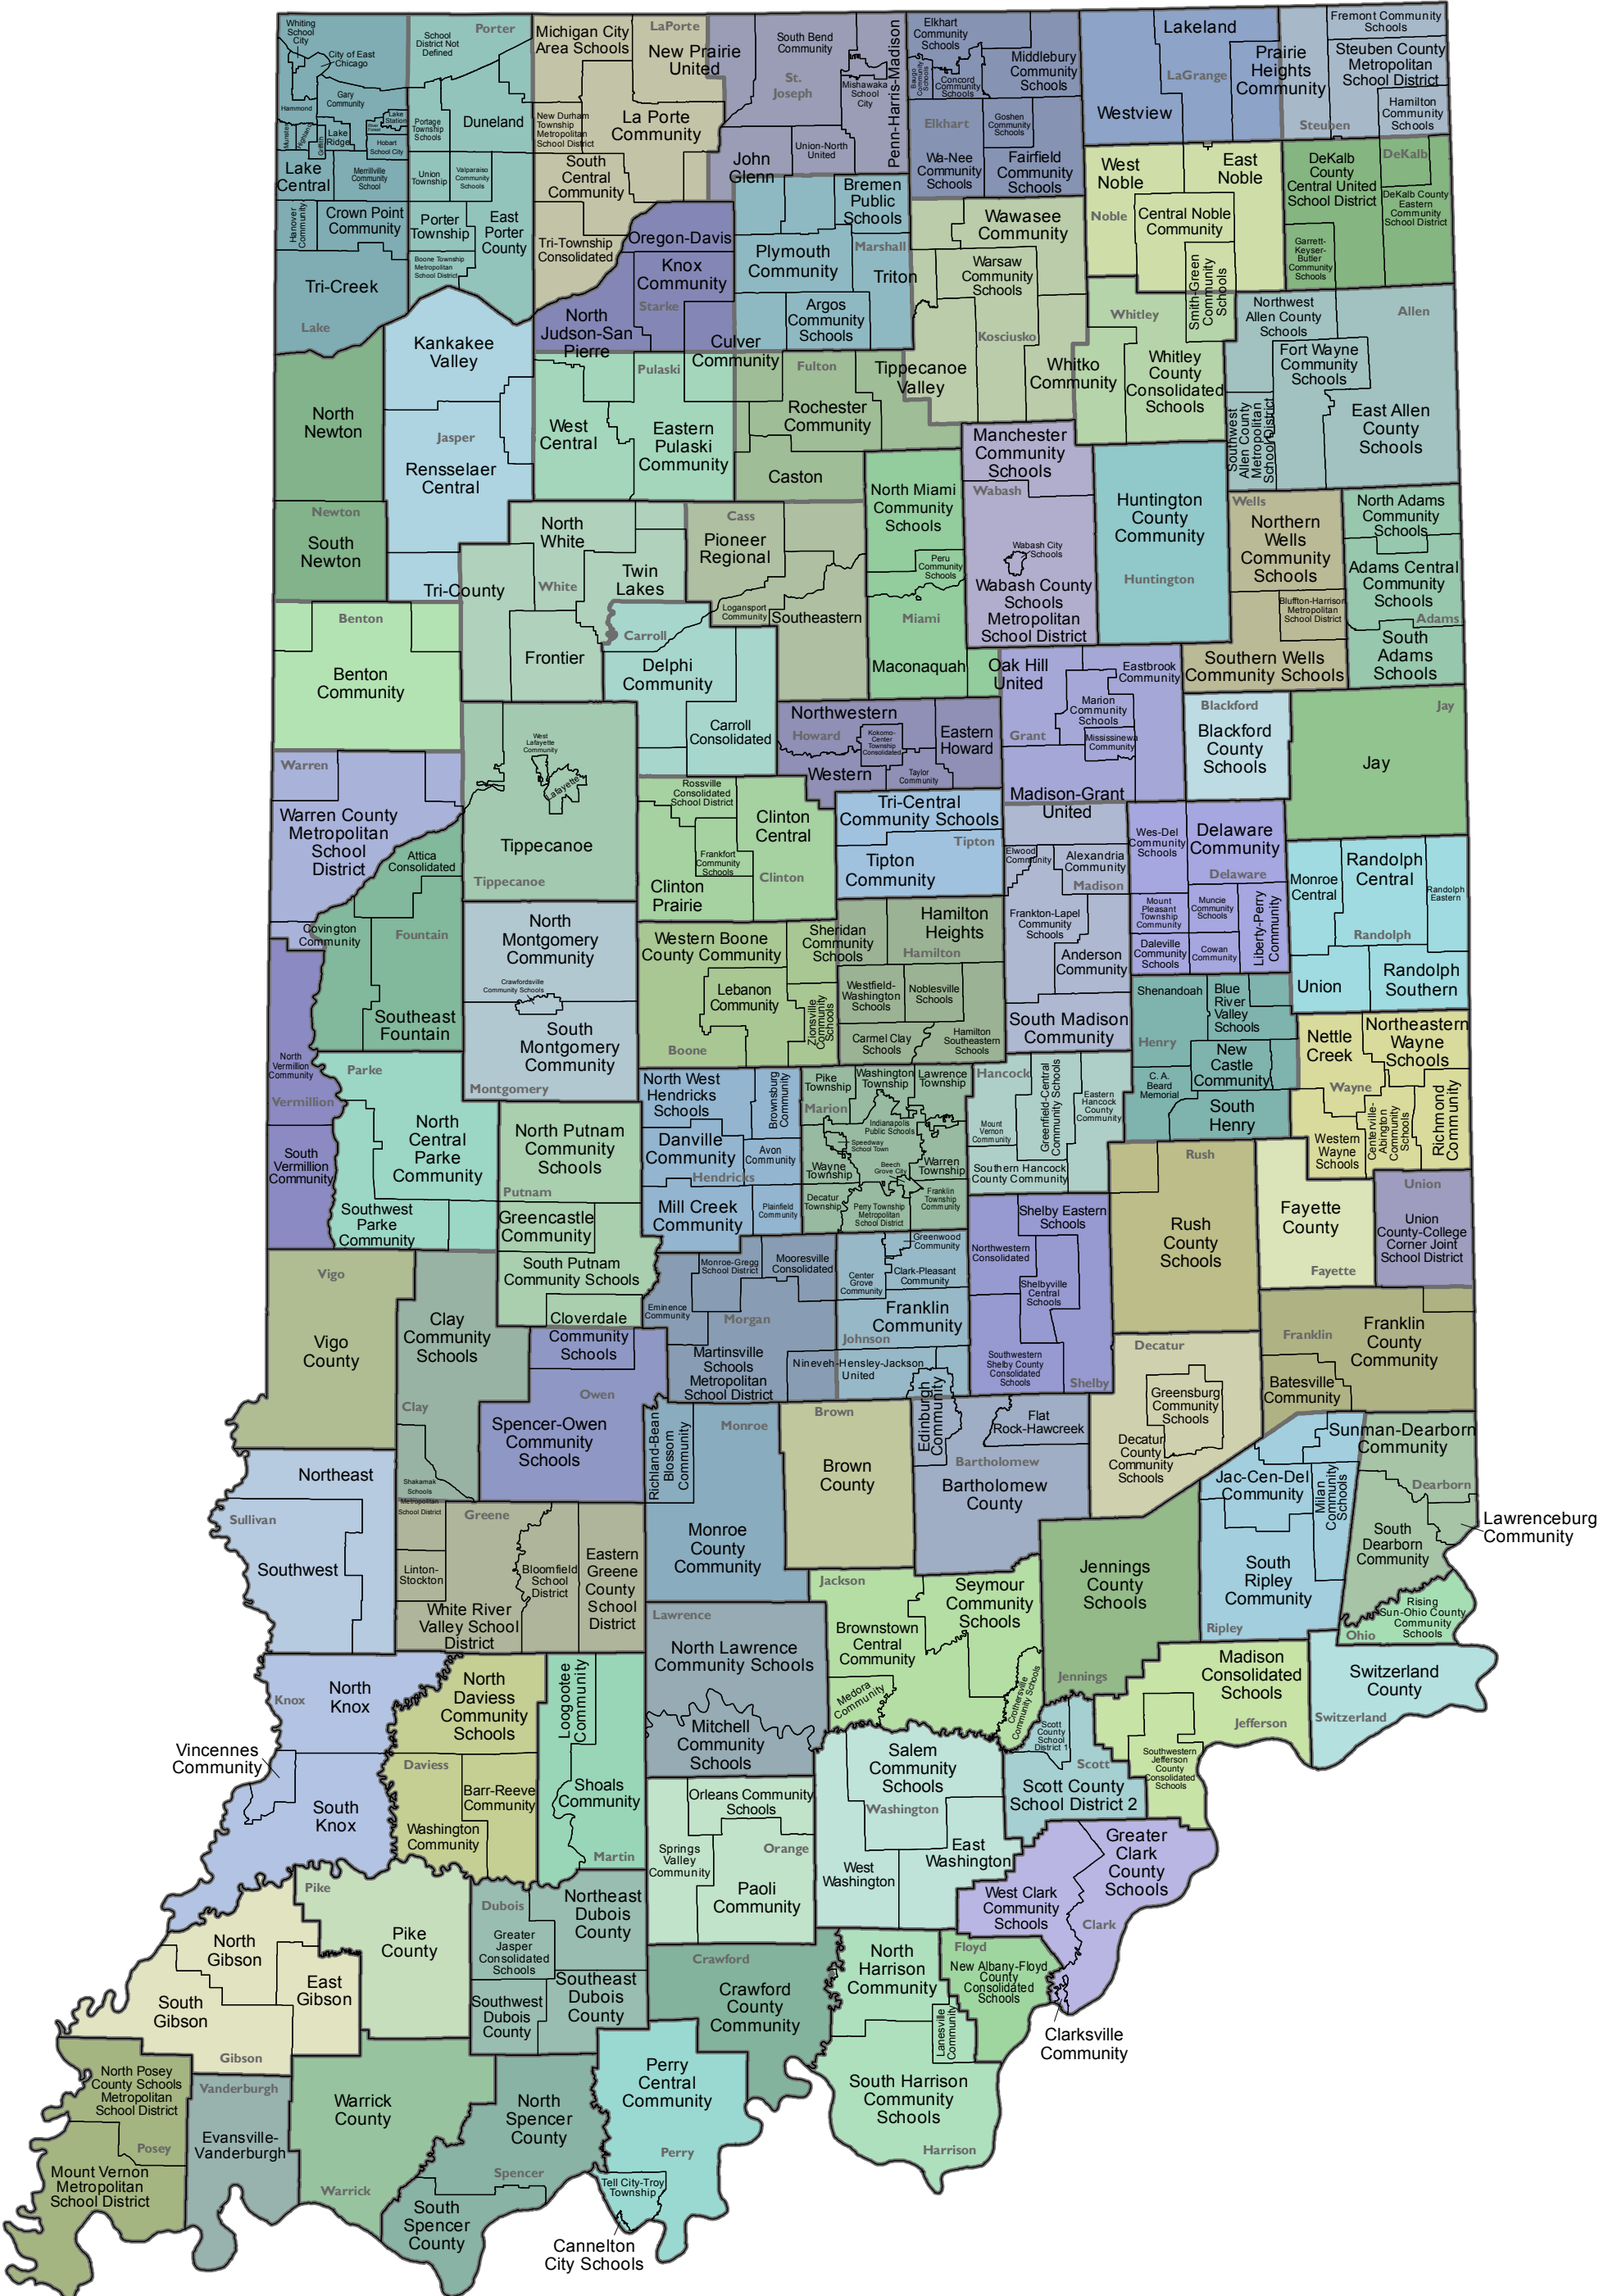 Whiting
School
City
City of East
Chicago
Hammond
Gary
Community
Lake
Station
River
Forest
Munster
Highland
Griffith
Lake
Ridge
Hobart
School City
Lake
Central
Merrillville
Community
School
Hanover
Community
Crown Point
Community
Tri-Creek
Lake
School
District Not
Defined
Porter
Portage
Township
Schools
Duneland
Union
Township
Valparaiso
Community
Schools
Porter
Township
East
Porter
County
Boone Township
Metropolitan
School District
Michigan City
Area Schools
LaPorte
New Prairie
United
New Durham
Township
Metropolitan
School District
La Porte
Community
South
Central
Community
Tri-Township
Consolidated
South Bend
Community
St.
Joseph
Mishawaka
School
City
Penn-Harris-Madison
John
Glenn
Union-North
United
Elkhart
Community
Schools
Baugo
Community
Schools
Concord
Community
Schools
Middlebury
Community
Schools
Elkhart
Goshen
Community
Schools
Wa-Nee
Community
Schools
Fairfield
Community
Schools
Lakeland
LaGrange
Westview
Prairie
Heights
Community
Fremont Community
Schools
Steuben County
Metropolitan
School District
Hamilton
Community
Schools
Steuben
West
Noble
East
Noble
Noble
Central Noble
Community
Smith-Green
Community
Schools
DeKalb
County
Central United
School District
DeKalb
DeKalb County
Eastern
Community
School District
Garrett-
Keyser-
Butler
Community
Schools
Oregon-Davis
Knox
Community
Starke
North
Judson-San
Pierre
Culver
Community
Bremen
Public
Schools
Plymouth
Community
Marshall
Triton
Argos
Community
Schools
Wawasee
Community
Warsaw
Community
Schools
Kosciusko
Tippecanoe
Valley
Whitko
Community
Whitley
Whitley
County
Consolidated
Schools
Northwest
Allen County
Schools
Allen
Fort Wayne
Community
Schools
Southwest
Allen County
Metropolitan
School District
East Allen
County
Schools
North
Newton
Newton
South
Newton
Kankakee
Valley
Jasper
Rensselaer
Central
Pulaski
West
Central
Eastern
Pulaski
Community
Fulton
Rochester
Community
Caston
Manchester
Community
Schools
Wabash
Wabash City
Schools
Wabash County
Schools
Metropolitan
School District
Huntington
County
Community
Huntington
Wells
Northern
Wells
Community
Schools
Bluffton-Harrison
Metropolitan
School District
Southern Wells
Community Schools
North Adams
Community
Schools
Adams Central
Community
Schools
Adams
South
Adams
Schools
North Miami
Community
Schools
Peru
Community
Schools
Miami
Maconaquah
Cass
Pioneer
Regional
Logansport
Community
Southeastern
North
White
Tri-County
White
Twin
Lakes
Frontier
Carroll
Delphi
Community
Carroll
Consolidated
Benton
Benton
Community
Warren
Warren County
Metropolitan
School
District
West
Lafayette
Community
Lafayette
Tippecanoe
Tippecanoe
Northwestern
Howard
Kokomo-
Center
Township
Consolidated
Eastern
Howard
Western
Taylor
Community
Oak Hill
United
Eastbrook
Community
Marion
Community
Schools
Grant
Mississinewa
Community
Madison-Grant
United
Blackford
Blackford
County
Schools
Jay
Jay
Rossville
Consolidated
School District
Clinton
Central
Frankfort
Community
Schools
Clinton
Clinton
Prairie
Tri-Central
Community Schools
Tipton
Tipton
Community
Elwood
Community
Alexandria
Community
Madison
Frankton-Lapel
Community
Schools
Anderson
Community
South Madison
Community
Wes-Del
Community
Schools
Delaware
Community
Delaware
Mount
Pleasant
Township
Community
Muncie
Community
Schools
Liberty-Perry
Community
Daleville
Community
Schools
Cowan
Community
Monroe
Central
Randolph
Central
Randolph
Eastern
Randolph
Union
Randolph
Southern
Attica
Consolidated
Covington
Community
Fountain
Southeast
Fountain
North
Montgomery
Community
Crawfordsville
Community Schools
South
Montgomery
Community
Montgomery
Western Boone
County Community
Lebanon
Community
Zionsville
Community
Schools
Boone
Sheridan
Community
Schools
Hamilton
Heights
Hamilton
Westfield-
Washington
Schools
Noblesville
Schools
Carmel Clay
Schools
Hamilton
Southeastern
Schools
Shenandoah
Blue
River
Valley
Schools
Henry
New
Castle
Community
C. A.
Beard
Memorial
South
Henry
Nettle
Creek
Northeastern
Wayne
Schools
Wayne
Western
Wayne
Schools
Centerville-
Abington
Community
Schools
Richmond
Community
North
Vermillion
Community
Vermillion
South
Vermillion
Community
Parke
North
Central
Parke
Community
Southwest
Parke
Community
North Putnam
Community
Schools
Putnam
Greencastle
Community
South Putnam
Community Schools
Cloverdale
Community
Schools
North West
Hendricks
Schools
Brownsburg
Community
Danville
Community
Avon
Community
Hendricks
Mill Creek
Community
Plainfield
Community
Pike
Township
Washington
Township
Lawrence
Township
Marion
Indianapolis
Public Schools
Speedway
School Town
Wayne
Township
Beech
Grove City
Warren
Township
Decatur
Township
Perry Township
Metropolitan
School District
Franklin
Township
Community
Hancock
Mount
Vernon
Community
Greenfield-Central
Community Schools
Eastern
Hancock
County
Community
Southern Hancock
County Community
Rush
Rush
County
Schools
Fayette
County
Fayette
Union
Union
County-College
Corner Joint
School District
Shelby Eastern
Schools
Northwestern
Consolidated
Shelbyville
Central
Schools
Southwestern
Shelby County
Consolidated
Schools
Shelby
Greenwood
Community
Clark-Pleasant
Community
Center
Grove
Community
Franklin
Community
Johnson
Nineveh-Hensley-Jackson
United
Edinburgh
Community
Monroe-Gregg
School District
Mooresville
Consolidated
Eminence
Community
Morgan
Martinsville
Schools
Metropolitan
School District
Vigo
Vigo
County
Clay
Community
Schools
Clay
Shakamak
Schools
Metropolitan
School District
Owen
Spencer-Owen
Community
Schools
Richland-Bean
Blossom
Community
Monroe
Monroe
County
Community
Brown
Brown
County
Flat
Rock-Hawcreek
Bartholomew
Bartholomew
County
Decatur
Greensburg
Community
Schools
Decatur
County
Community
Schools
Franklin
Franklin
County
Community
Batesville
Community
Sunman-Dearborn
Community
Dearborn
South
Dearborn
Community
Lawrenceburg
Community
Jac-Cen-Del
Community
Milan
Community
Schools
South
Ripley
Community
Ripley
Rising
Sun-Ohio County
Community
Schools
Ohio
Northeast
Sullivan
Southwest
Greene
Linton-
Stockton
Bloomfield
School
District
White River
Valley School
District
Eastern
Greene
County
School
District
Jackson
Seymour
Community
Schools
Brownstown
Central
Community
Medora
Community
Crothersville
Community Schools
Jennings
County
Schools
Jennings
Lawrence
North Lawrence
Community Schools
Mitchell
Community
Schools
Madison
Consolidated
Schools
Jefferson
Southwestern
Jefferson
County
Consolidated
Schools
Switzerland
County
Switzerland
Knox
North
Knox
Vincennes
Community
South
Knox
North
Daviess
Community
Schools
Daviess
Barr-Reeve
Community
Washington
Community
Loogootee
Community
Shoals
Community
Martin
Orleans Community
Schools
Springs
Valley
Community
Orange
Paoli
Community
Salem
Community
Schools
Washington
East
Washington
West
Washington
Scott
County
School
District 1
Scott
Scott County
School District 2
Greater
Clark
County
Schools
West Clark
Community
Schools
Clark
Clarksville
Community
Pike
Pike
County
Dubois
Northeast
Dubois
County
Greater
Jasper
Consolidated
Schools
Southeast
Dubois
County
Southwest
Dubois
County
Crawford
Crawford
County
Community
North
Harrison
Community
Lanesville
Community
South Harrison
Community
Schools
Harrison
Floyd
New Albany-Floyd
County
Consolidated
Schools
North
Gibson
South
Gibson
East
Gibson
Gibson
North Posey
County Schools
Metropolitan
School District
Posey
Mount Vernon
Metropolitan
School District
Vanderburgh
Evansville-
Vanderburgh
Warrick
County
Warrick
North
Spencer
County
Spencer
South
Spencer
County
Perry
Central
Community
Perry
Tell City-Troy
Township
Cannelton
City Schools